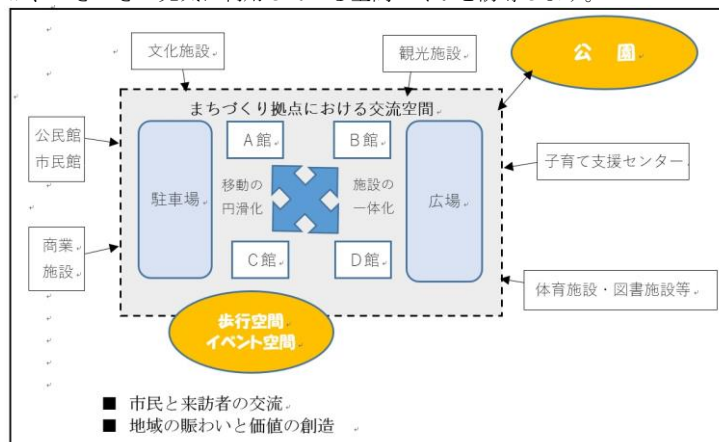 文化施設
観光施設
公　園
まちづくり拠点における交流空間
公民館
市民館
A館
B館
子育て支援センター
駐車場
移動の
円滑化
施設の
一体化
広場
商業
施設
C館
D館
体育施設・図書施設等
歩行空間
イベント空間
■ 市民と来訪者の交流
■ 地域の賑わいと価値の創造